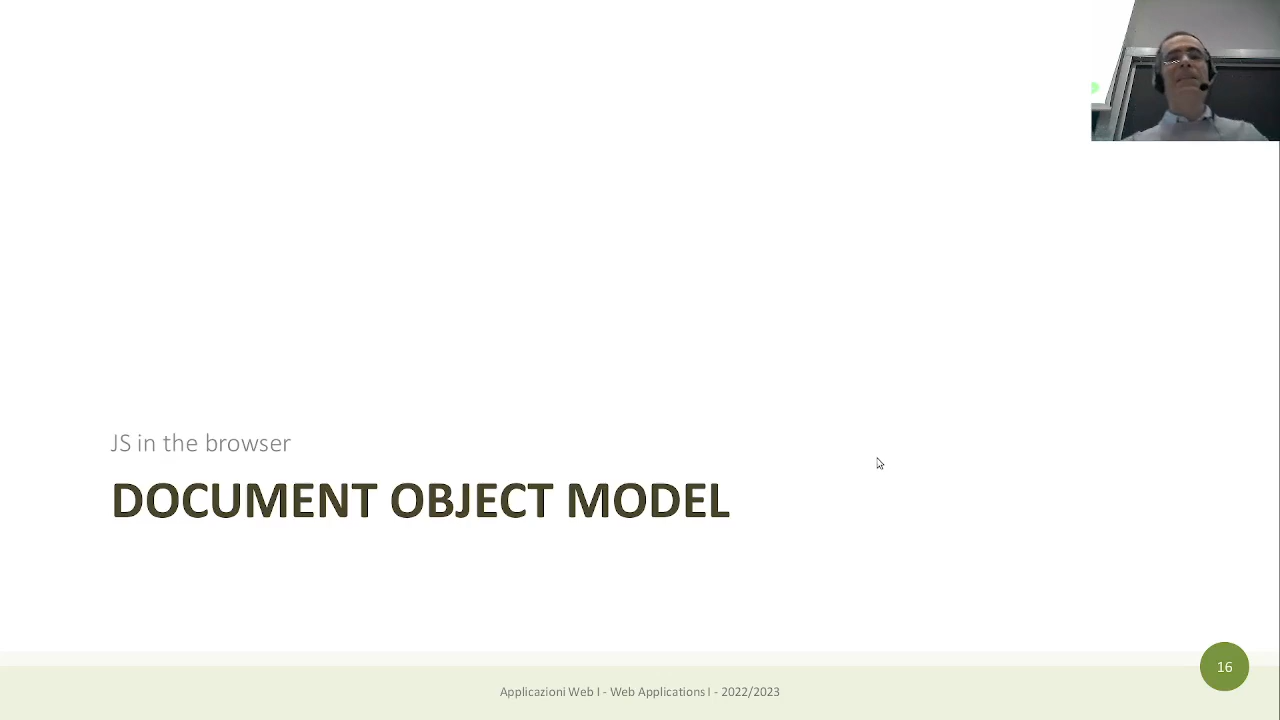 JS in the browser
DOCUMENT OBJECT MODEL
Applicazioni Web I - Web Applications I - 2022/2023
16